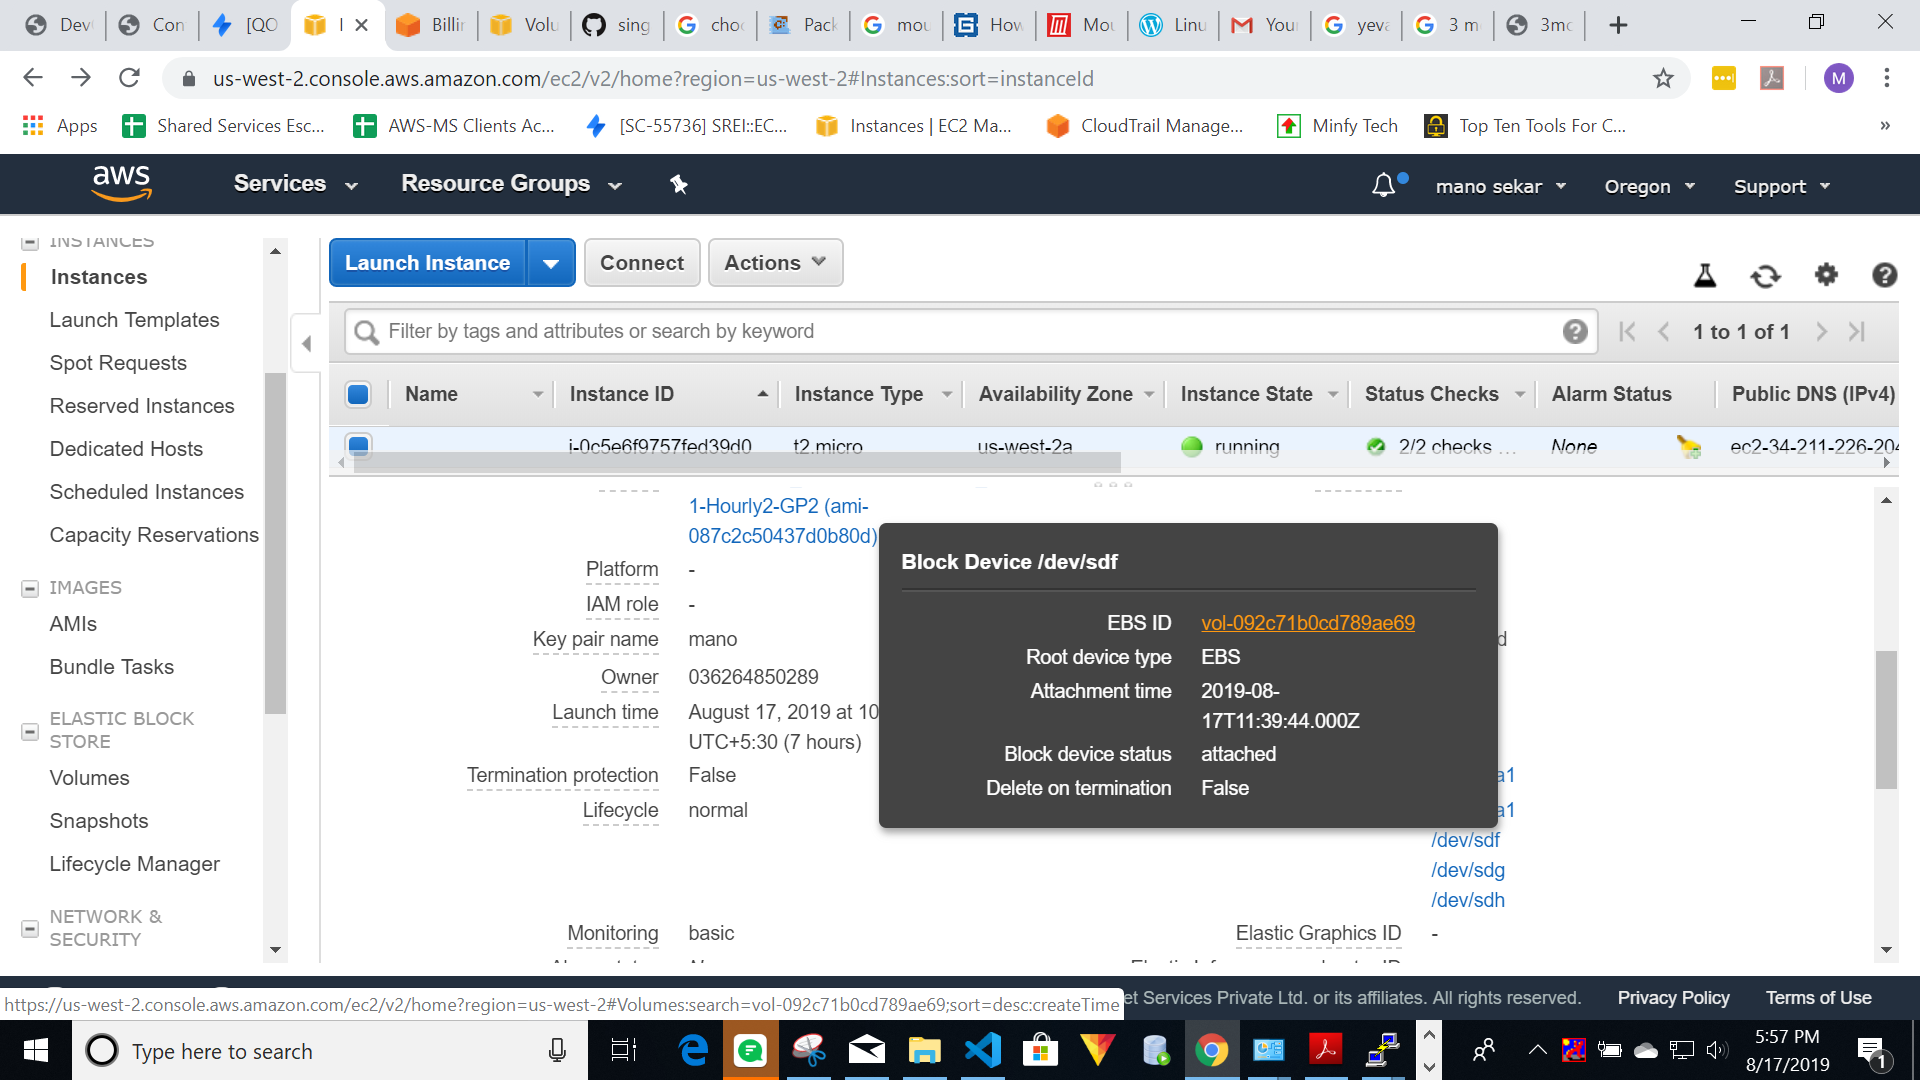 Dev
Con
[QO
I
Billin
Volu
sing
choc
Pack
mou
How
Mou
Linu
Your
yeva
3 m
3mc
us-west-2.console.aws.amazon.com/ec2/v2/home?region=us-west-2#Instances:sort=instanceId
M
Apps
Shared Services Esc...
AWS-MS Clients Ac...
[SC-55736] SREI::EC...
Instances | EC2 Ma...
CloudTrail Manage...
Minfy Tech
Top Ten Tools For C...
»
aws
Services
Resource Groups
mano sekar
Oregon
Support
INSTANCES
Instances
Launch Templates
Spot Requests
Reserved Instances
Dedicated Hosts
Scheduled Instances
Capacity Reservations
IMAGES
AMIs
Bundle Tasks
ELASTIC BLOCK
STORE
Volumes
Snapshots
Lifecycle Manager
NETWORK &
SECURITY
Launch Instance
Connect
Actions
Filter by tags and attributes or search by keyword
1 to 1 of 1
Name
Instance ID
Instance Type
Availability Zone
Instance State
Status Checks
Alarm Status
Public DNS (IPv4)
i-0c5e6f9757fed39d0
t2.micro
us-west-2a
running
2/2 checks ...
None
ec2-34-211-226-204
1-Hourly2-GP2 (ami-
087c2c50437d0b80d)
Platform -
IAM role -
Key pair name mano
Owner 036264850289
Launch time August 17, 2019 at 10
UTC+5:30 (7 hours)
Termination protection False
Lifecycle normal
Monitoring basic
Block Device /dev/sdf
EBS ID vol-092c71b0cd789ae69
Root device type EBS
Attachment time 2019-08-
17T11:39:44.000Z
Block device status attached
Delete on termination False
d
a1
a1
/dev/sdf
/dev/sdg
/dev/sdh
Elastic Graphics ID -
https://us-west-2.console.aws.amazon.com/ec2/v2/home?region=us-west-2#Volumes:search=vol-092c71b0cd789ae69;sort=desc:createTime
et Services Private Ltd. or its affiliates. All rights reserved.
Privacy Policy
Terms of Use
Type here to search
5:57 PM
8/17/2019
1